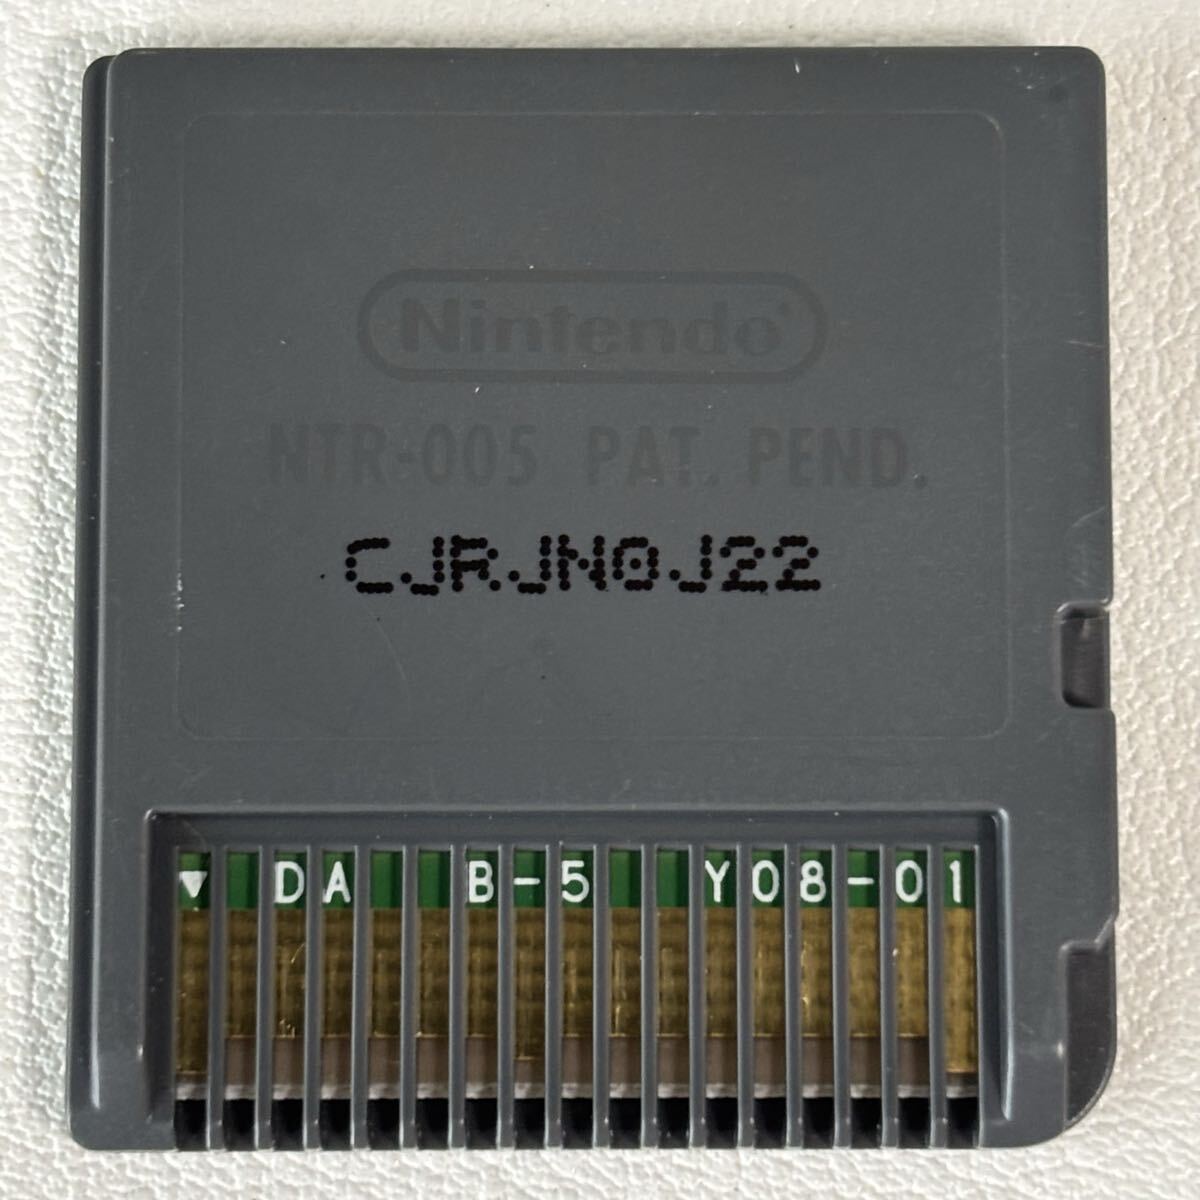 Nintendo®
NTR-005 PAT. PEND.
CJRJN0J22
▼ DA B-5 Y08-01